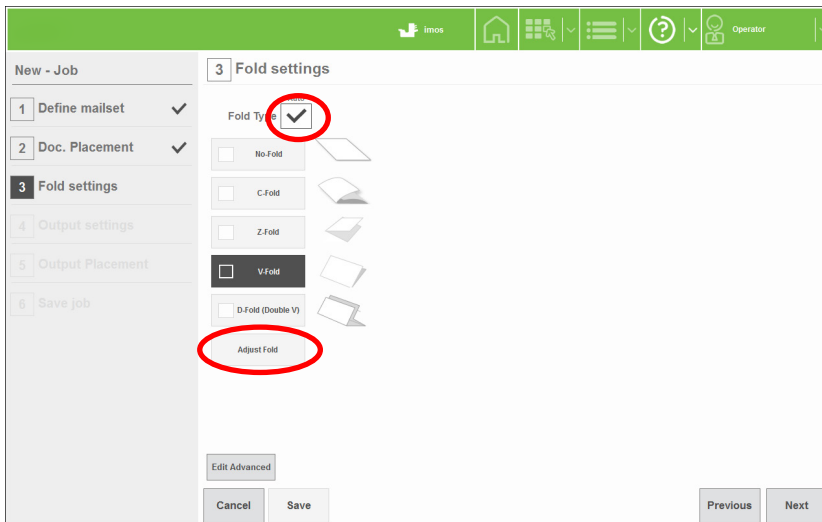 imos
Operator
New - Job
1 Define mailset
2 Doc. Placement
3 Fold settings
4 Output settings
5 Output Placement
6 Save job
3 Fold settings
Auto
Fold Type
No-Fold
C-Fold
Z-Fold
V-Fold
D-Fold (Double V)
Adjust Fold
Edit Advanced
Cancel Save Previous Next